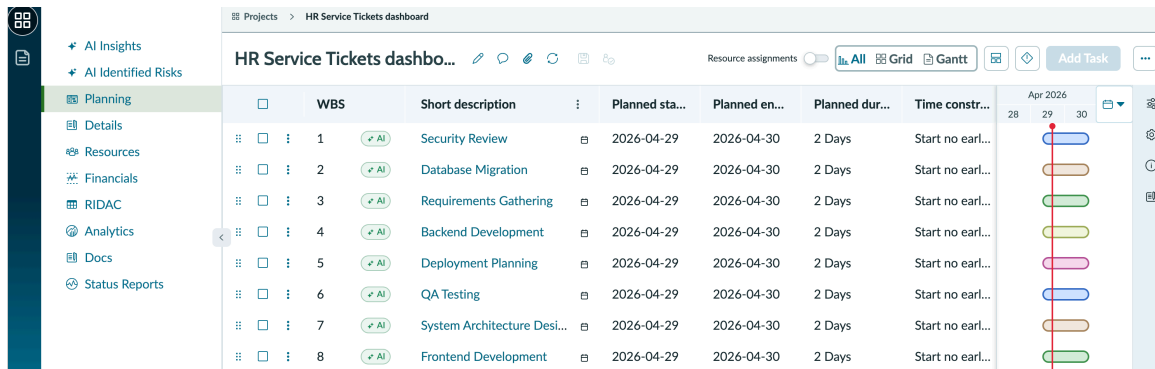 Projects > HR Service Tickets dashboard
HR Service Tickets dashbo...
Resource assignments All Grid Gantt Add Task
AI Insights
AI Identified Risks
Planning
Details
Resources
Financials
RIDAC
Analytics
Docs
Status Reports
WBS Short description Planned sta... Planned en... Planned dur... Time constr... Apr 2026
28 29 30
1 AI Security Review 2026-04-29 2026-04-30 2 Days Start no earl...
2 AI Database Migration 2026-04-29 2026-04-30 2 Days Start no earl...
3 AI Requirements Gathering 2026-04-29 2026-04-30 2 Days Start no earl...
4 AI Backend Development 2026-04-29 2026-04-30 2 Days Start no earl...
5 AI Deployment Planning 2026-04-29 2026-04-30 2 Days Start no earl...
6 AI QA Testing 2026-04-29 2026-04-30 2 Days Start no earl...
7 AI System Architecture Desi... 2026-04-29 2026-04-30 2 Days Start no earl...
8 AI Frontend Development 2026-04-29 2026-04-30 2 Days Start no earl...